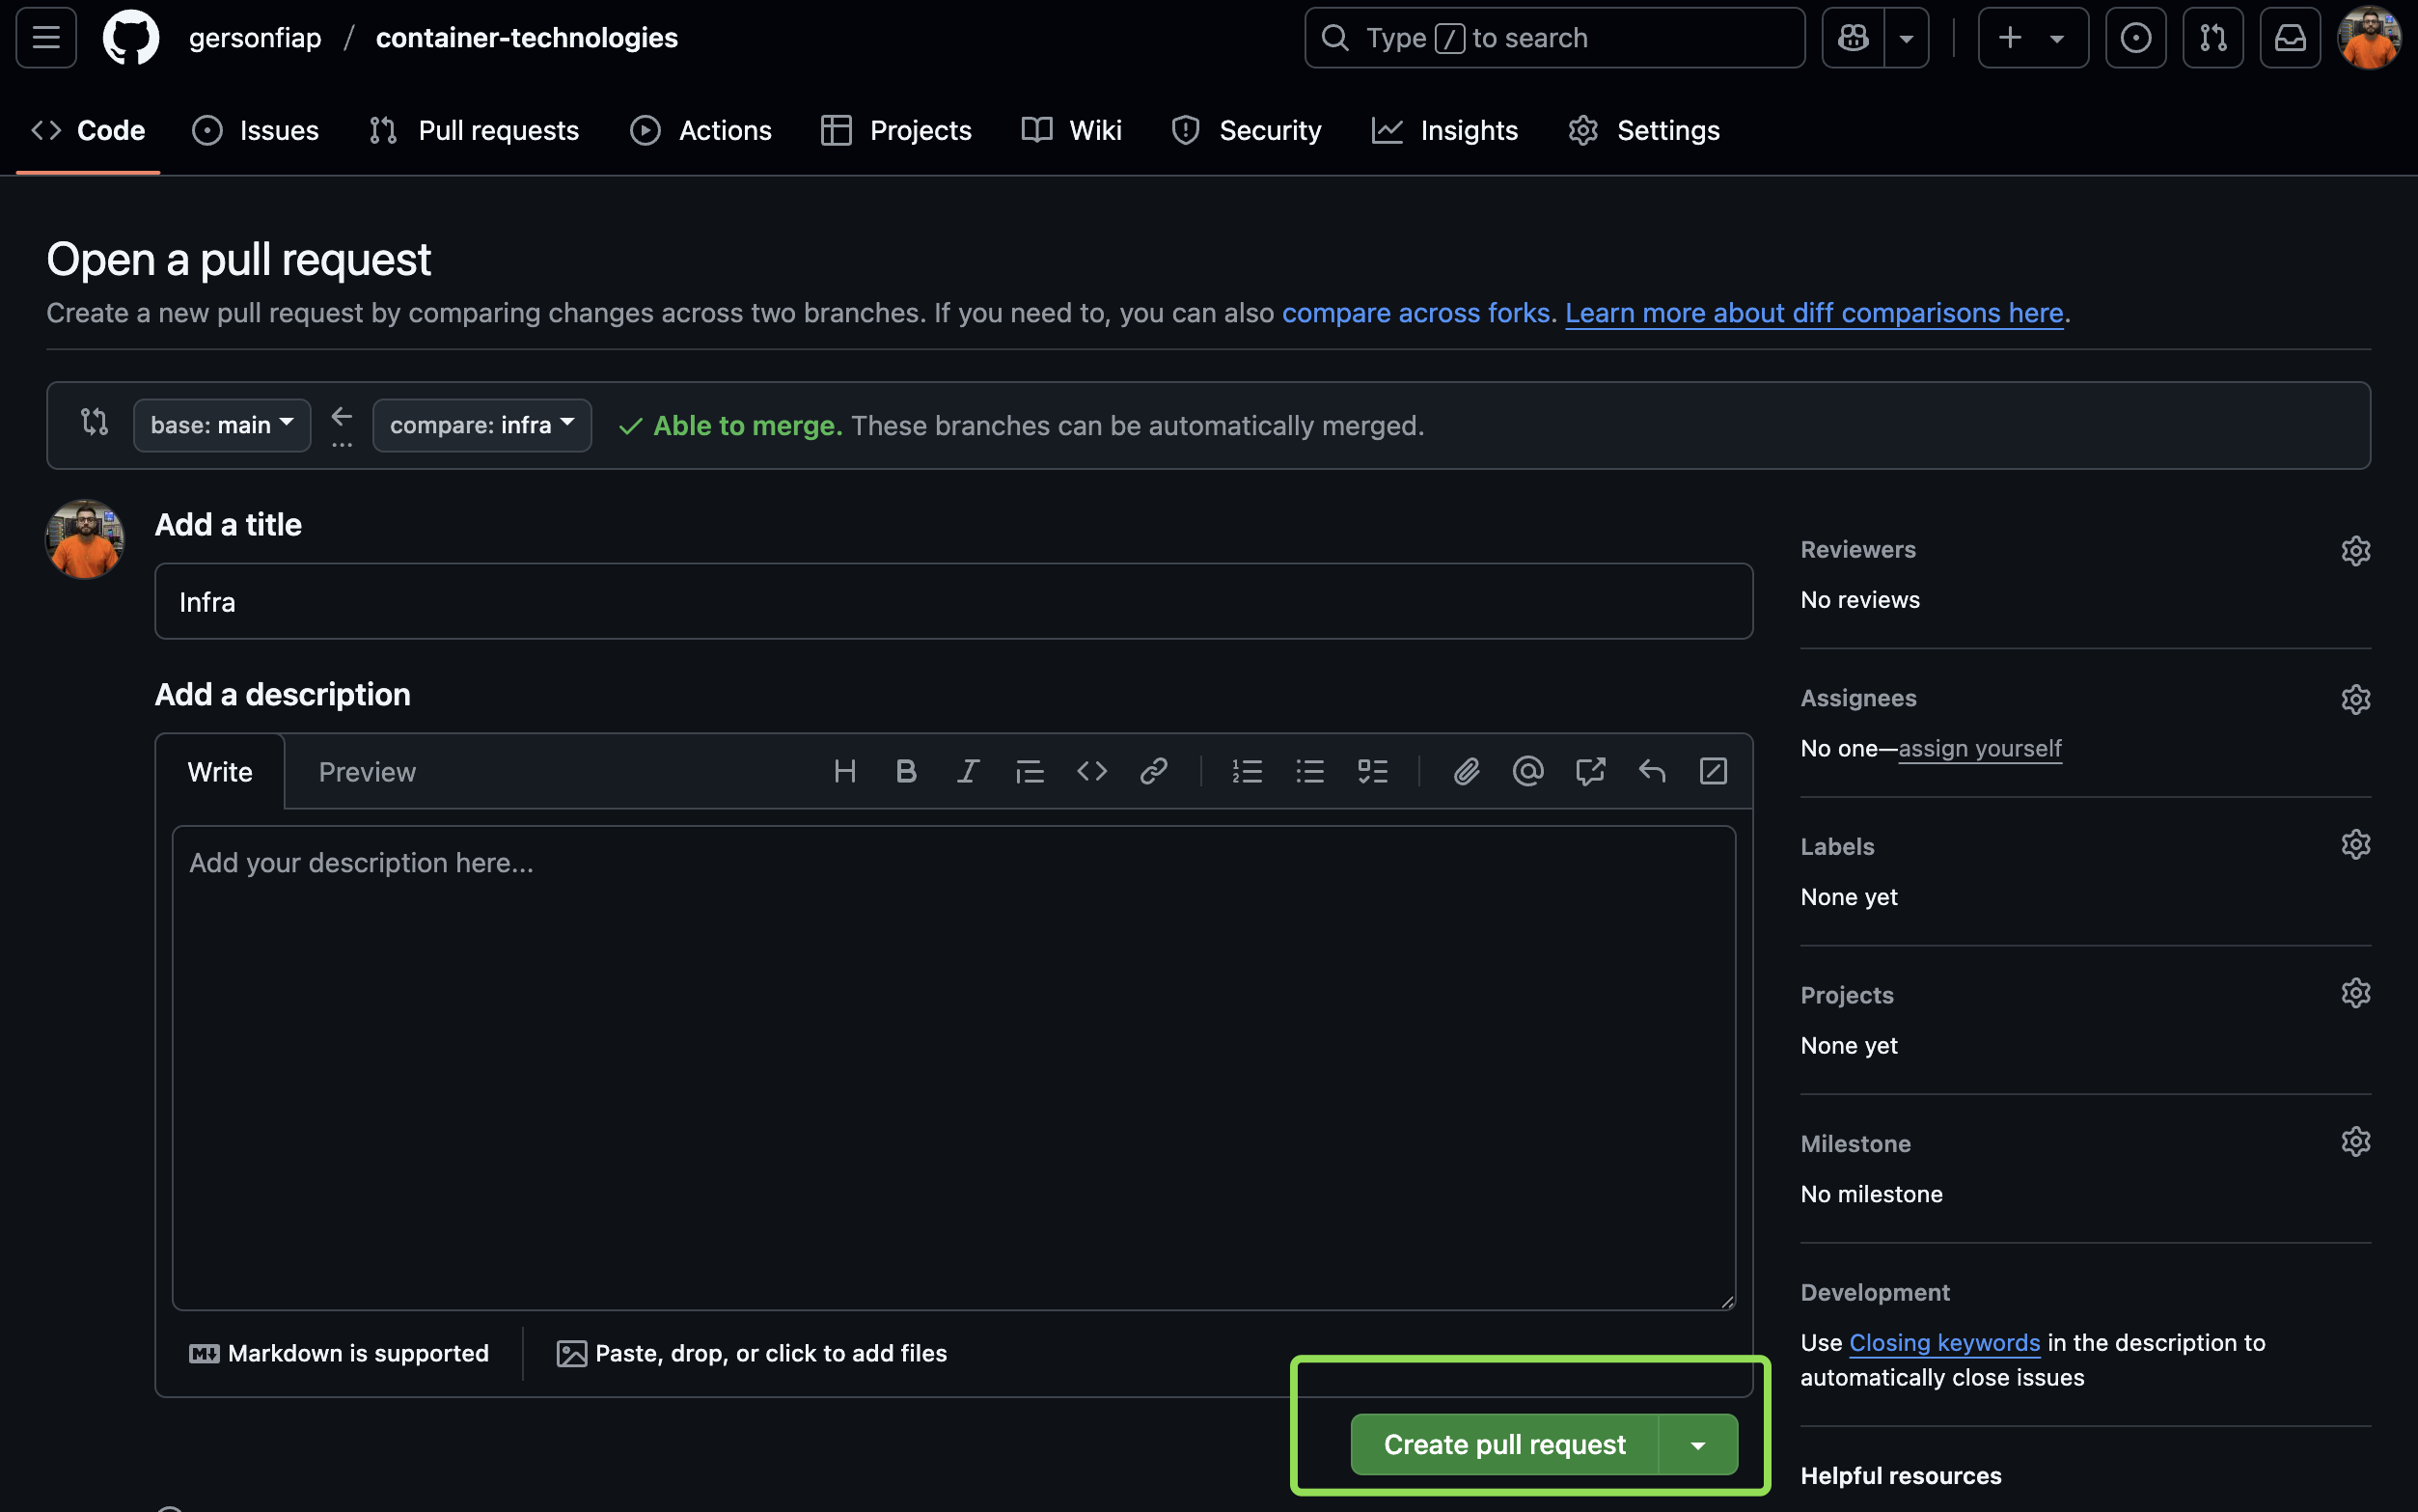 gersonfiap / container-technologies
Type / to search
Code Issues Pull requests Actions Projects Wiki Security Insights Settings
Open a pull request
Create a new pull request by comparing changes across two branches. If you need to, you can also compare across forks. Learn more about diff comparisons here.
base: main ... compare: infra Able to merge. These branches can be automatically merged.
Add a title
Infra
Add a description
Write Preview
Add your description here...
Markdown is supported
Paste, drop, or click to add files
Create pull request
Reviewers
No reviews
Assignees
No one—assign yourself
Labels
None yet
Projects
None yet
Milestone
No milestone
Development
Use Closing keywords in the description to
automatically close issues
Helpful resources